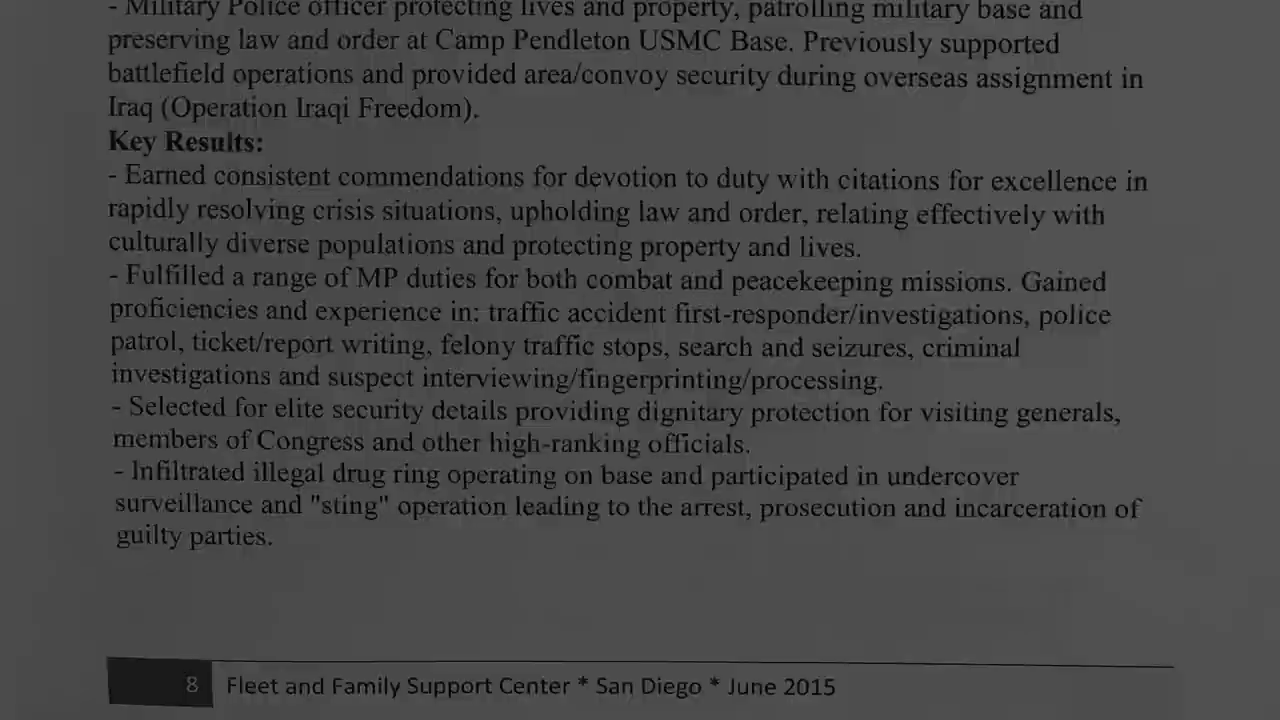 - Military Police officer protecting lives and property, patrolling military base and
preserving law and order at Camp Pendleton USMC Base. Previously supported
battlefield operations and provided area/convoy security during overseas assignment in
Iraq (Operation Iraqi Freedom).
Key Results:
- Earned consistent commendations for devotion to duty with citations for excellence in
rapidly resolving crisis situations, upholding law and order, relating effectively with
culturally diverse populations and protecting property and lives.
- Fulfilled a range of MP duties for both combat and peacekeeping missions. Gained
proficiencies and experience in: traffic accident first-responder/investigations, police
patrol, ticket/report writing, felony traffic stops, search and seizures, criminal
investigations and suspect interviewing/fingerprinting/processing.
- Selected for elite security details providing dignitary protection for visiting generals,
members of Congress and other high-ranking officials.
- Infiltrated illegal drug ring operating on base and participated in undercover
surveillance and "sting" operation leading to the arrest, prosecution and incarceration of
guilty parties.
8 Fleet and Family Support Center * San Diego * June 2015